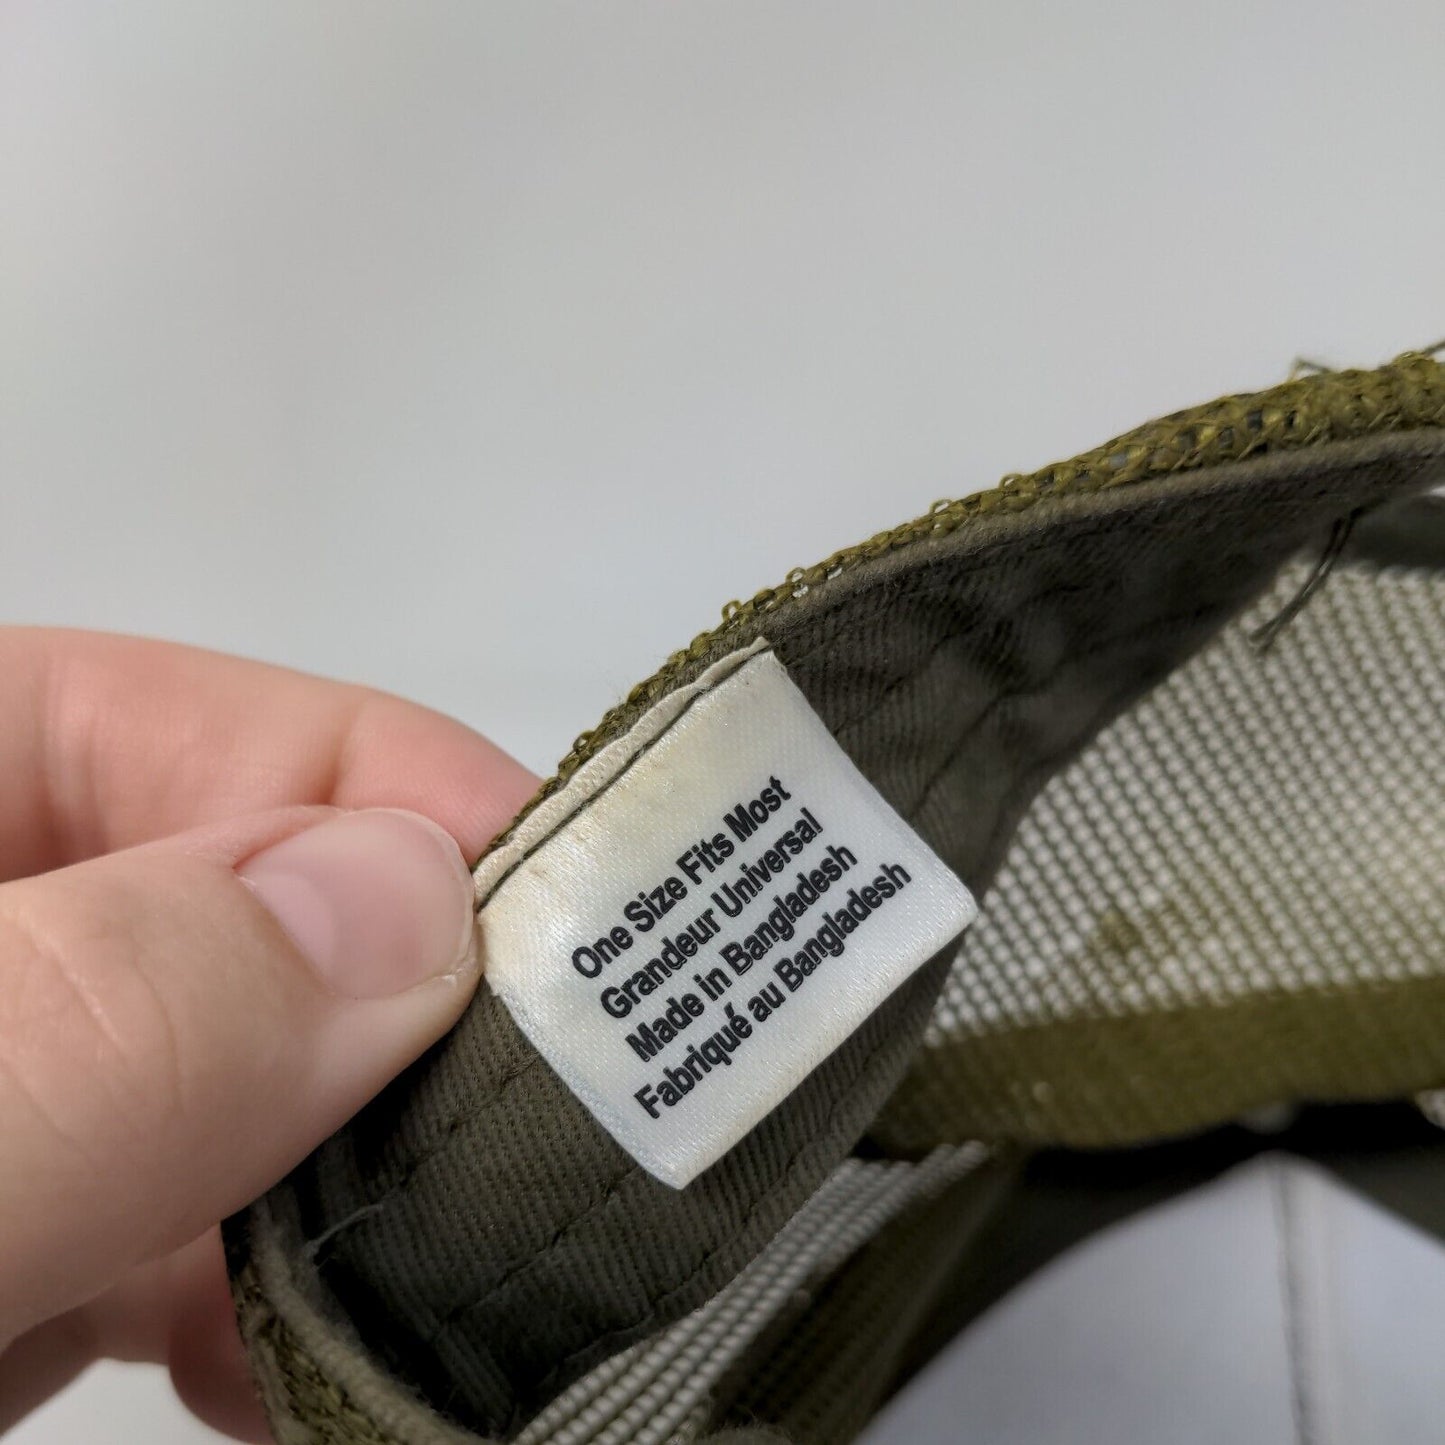 One Size Fits Most
Grandeur Universal
Made in Bangladesh
Fabriqué au Bangladesh